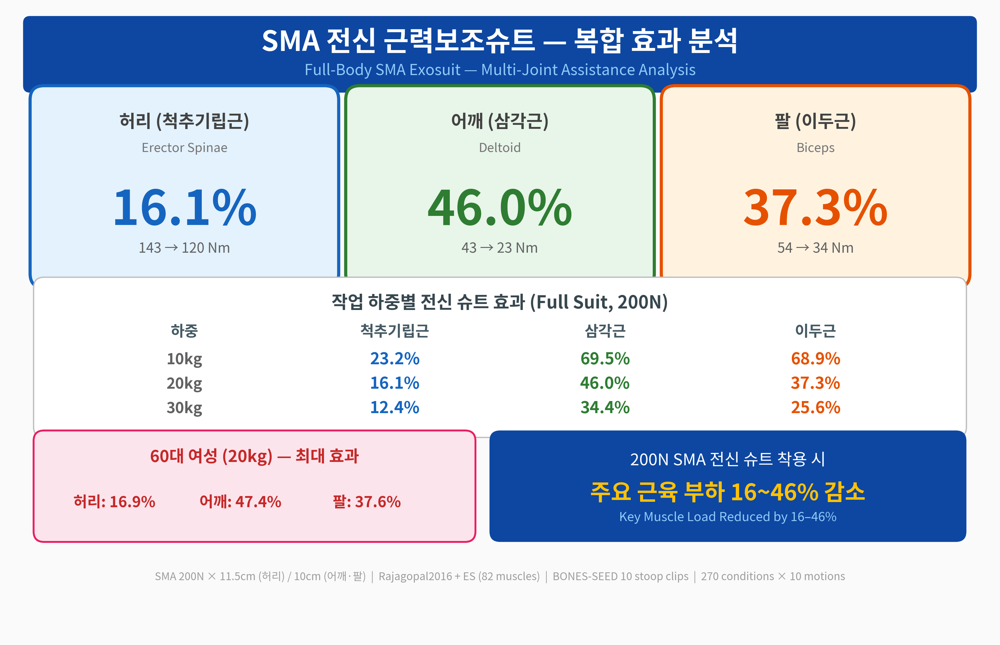 SMA 전신 근력보조슈트 — 복합 효과 분석
Full-Body SMA Exosuit — Multi-Joint Assistance Analysis
허리 (척추기립근)
Erector Spinae
16.1%
143 → 120 Nm
어깨 (삼각근)
Deltoid
46.0%
43 → 23 Nm
팔 (이두근)
Biceps
37.3%
54 → 34 Nm
작업 하중별 전신 슈트 효과 (Full Suit, 200N)
하중 척추기립근 삼각근 이두근
10kg 23.2% 69.5% 68.9%
20kg 16.1% 46.0% 37.3%
30kg 12.4% 34.4% 25.6%
60대 여성 (20kg) — 최대 효과
허리: 16.9% 어깨: 47.4% 팔: 37.6%
200N SMA 전신 슈트 착용 시
주요 근육 부하 16~46% 감소
Key Muscle Load Reduced by 16–46%
SMA 200N × 11.5cm (허리) / 10cm (어깨·팔) | Rajagopal2016 + ES (82 muscles) | BONES-SEED 10 stoop clips | 270 conditions × 10 motions